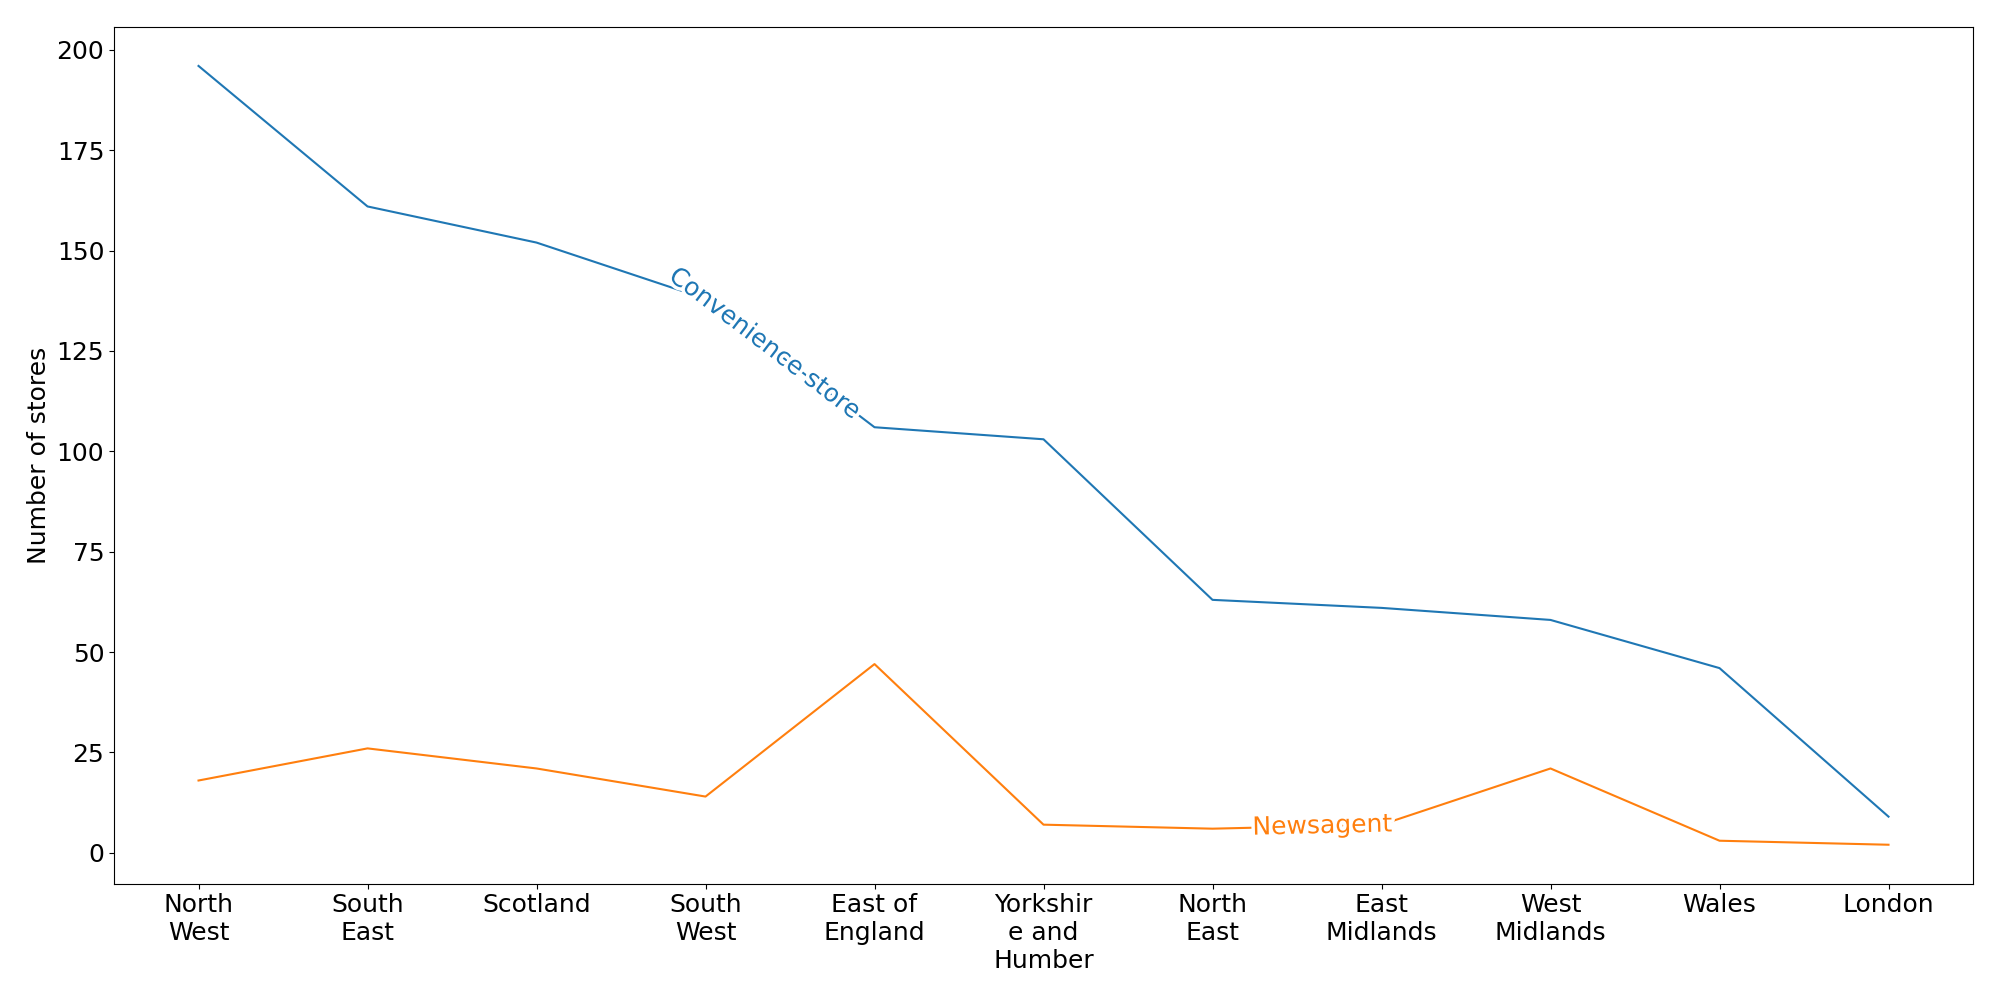 200
175
150
125
100
75
50
25
0
Number of stores
Convenience-store
Newsagent
North
West
South
East
Scotland
South
West
East of
England
Yorkshir
e and
Humber
North
East
East
Midlands
West
Midlands
Wales
London